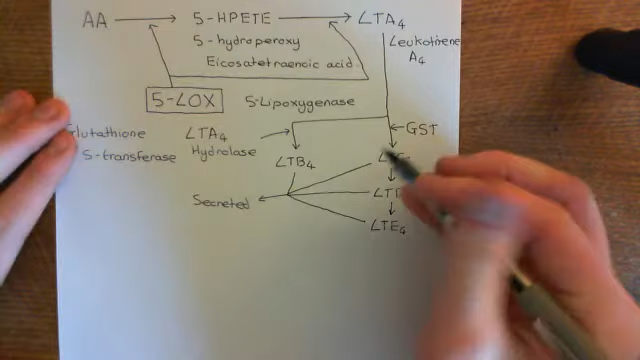 AA 5-HPETE LTA4
5-hydroperoxy
Eicosatetraenoic acid
Leukotriene
A4
5-LOX 5-Lipoxygenase
Glutathione
S-transferase
LTA4
Hydrolase
GST
LTB4
Secreted
LTE4